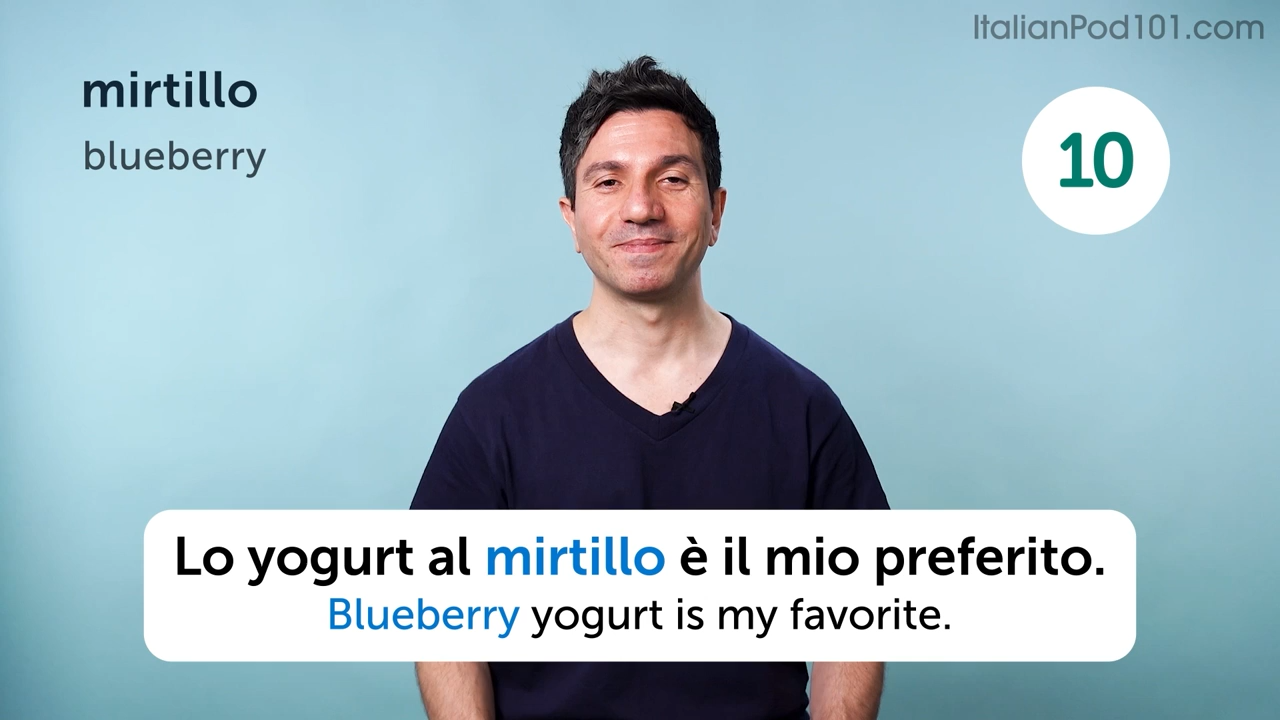 ItalianPod101.com
mirtillo
blueberry
10
Lo yogurt al mirtillo è il mio preferito.
Blueberry yogurt is my favorite.